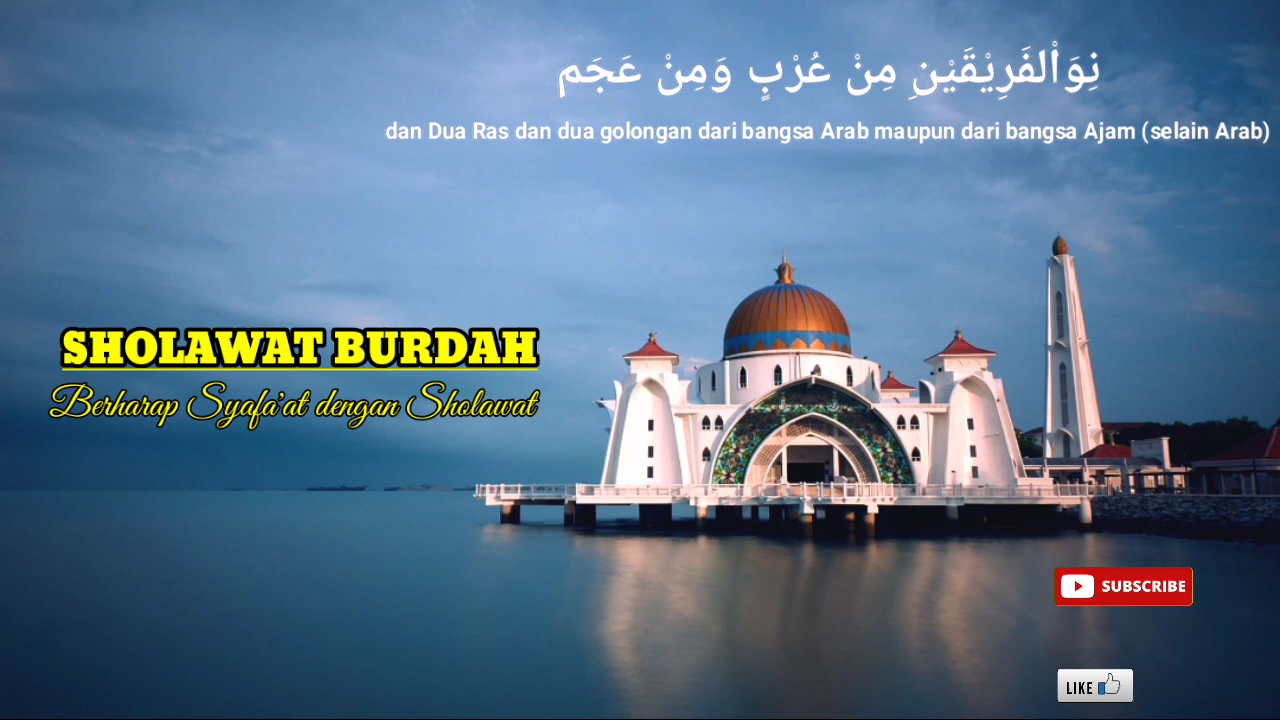 نِوَاْلفَرِيْقَيْنِ مِنْ عُرْبٍ وَمِنْ عَجَم
dan Dua Ras dan dua golongan dari bangsa Arab maupun dari bangsa Ajam (selain Arab)
SHOLAWAT BURDAH
Berharap Syafa'at dengan Sholawat
SUBSCRIBE
LIKE